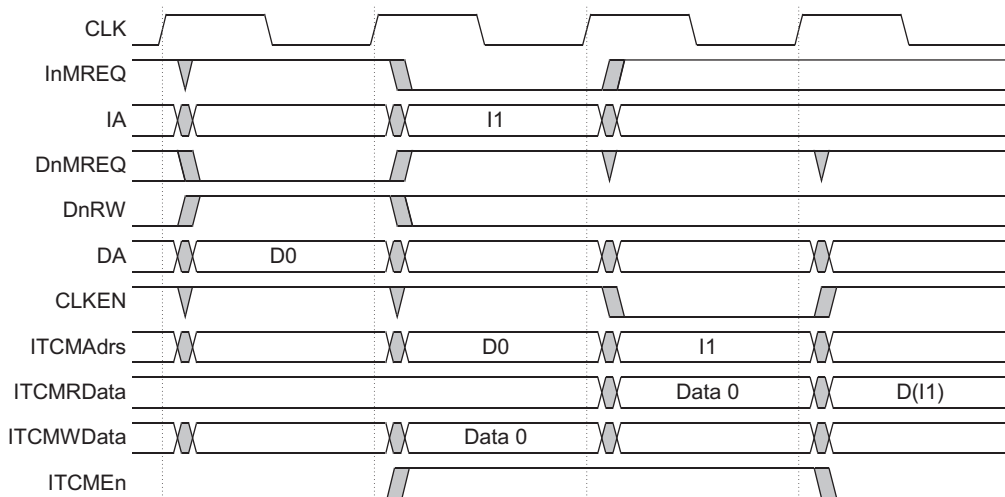 CLK
InMREQ
IA I1
DnMREQ
DnRW
DA D0
CLKEN
ITCMAdrs D0 I1
ITCMRData Data 0 D(I1)
ITCMWData Data 0
ITCMEn